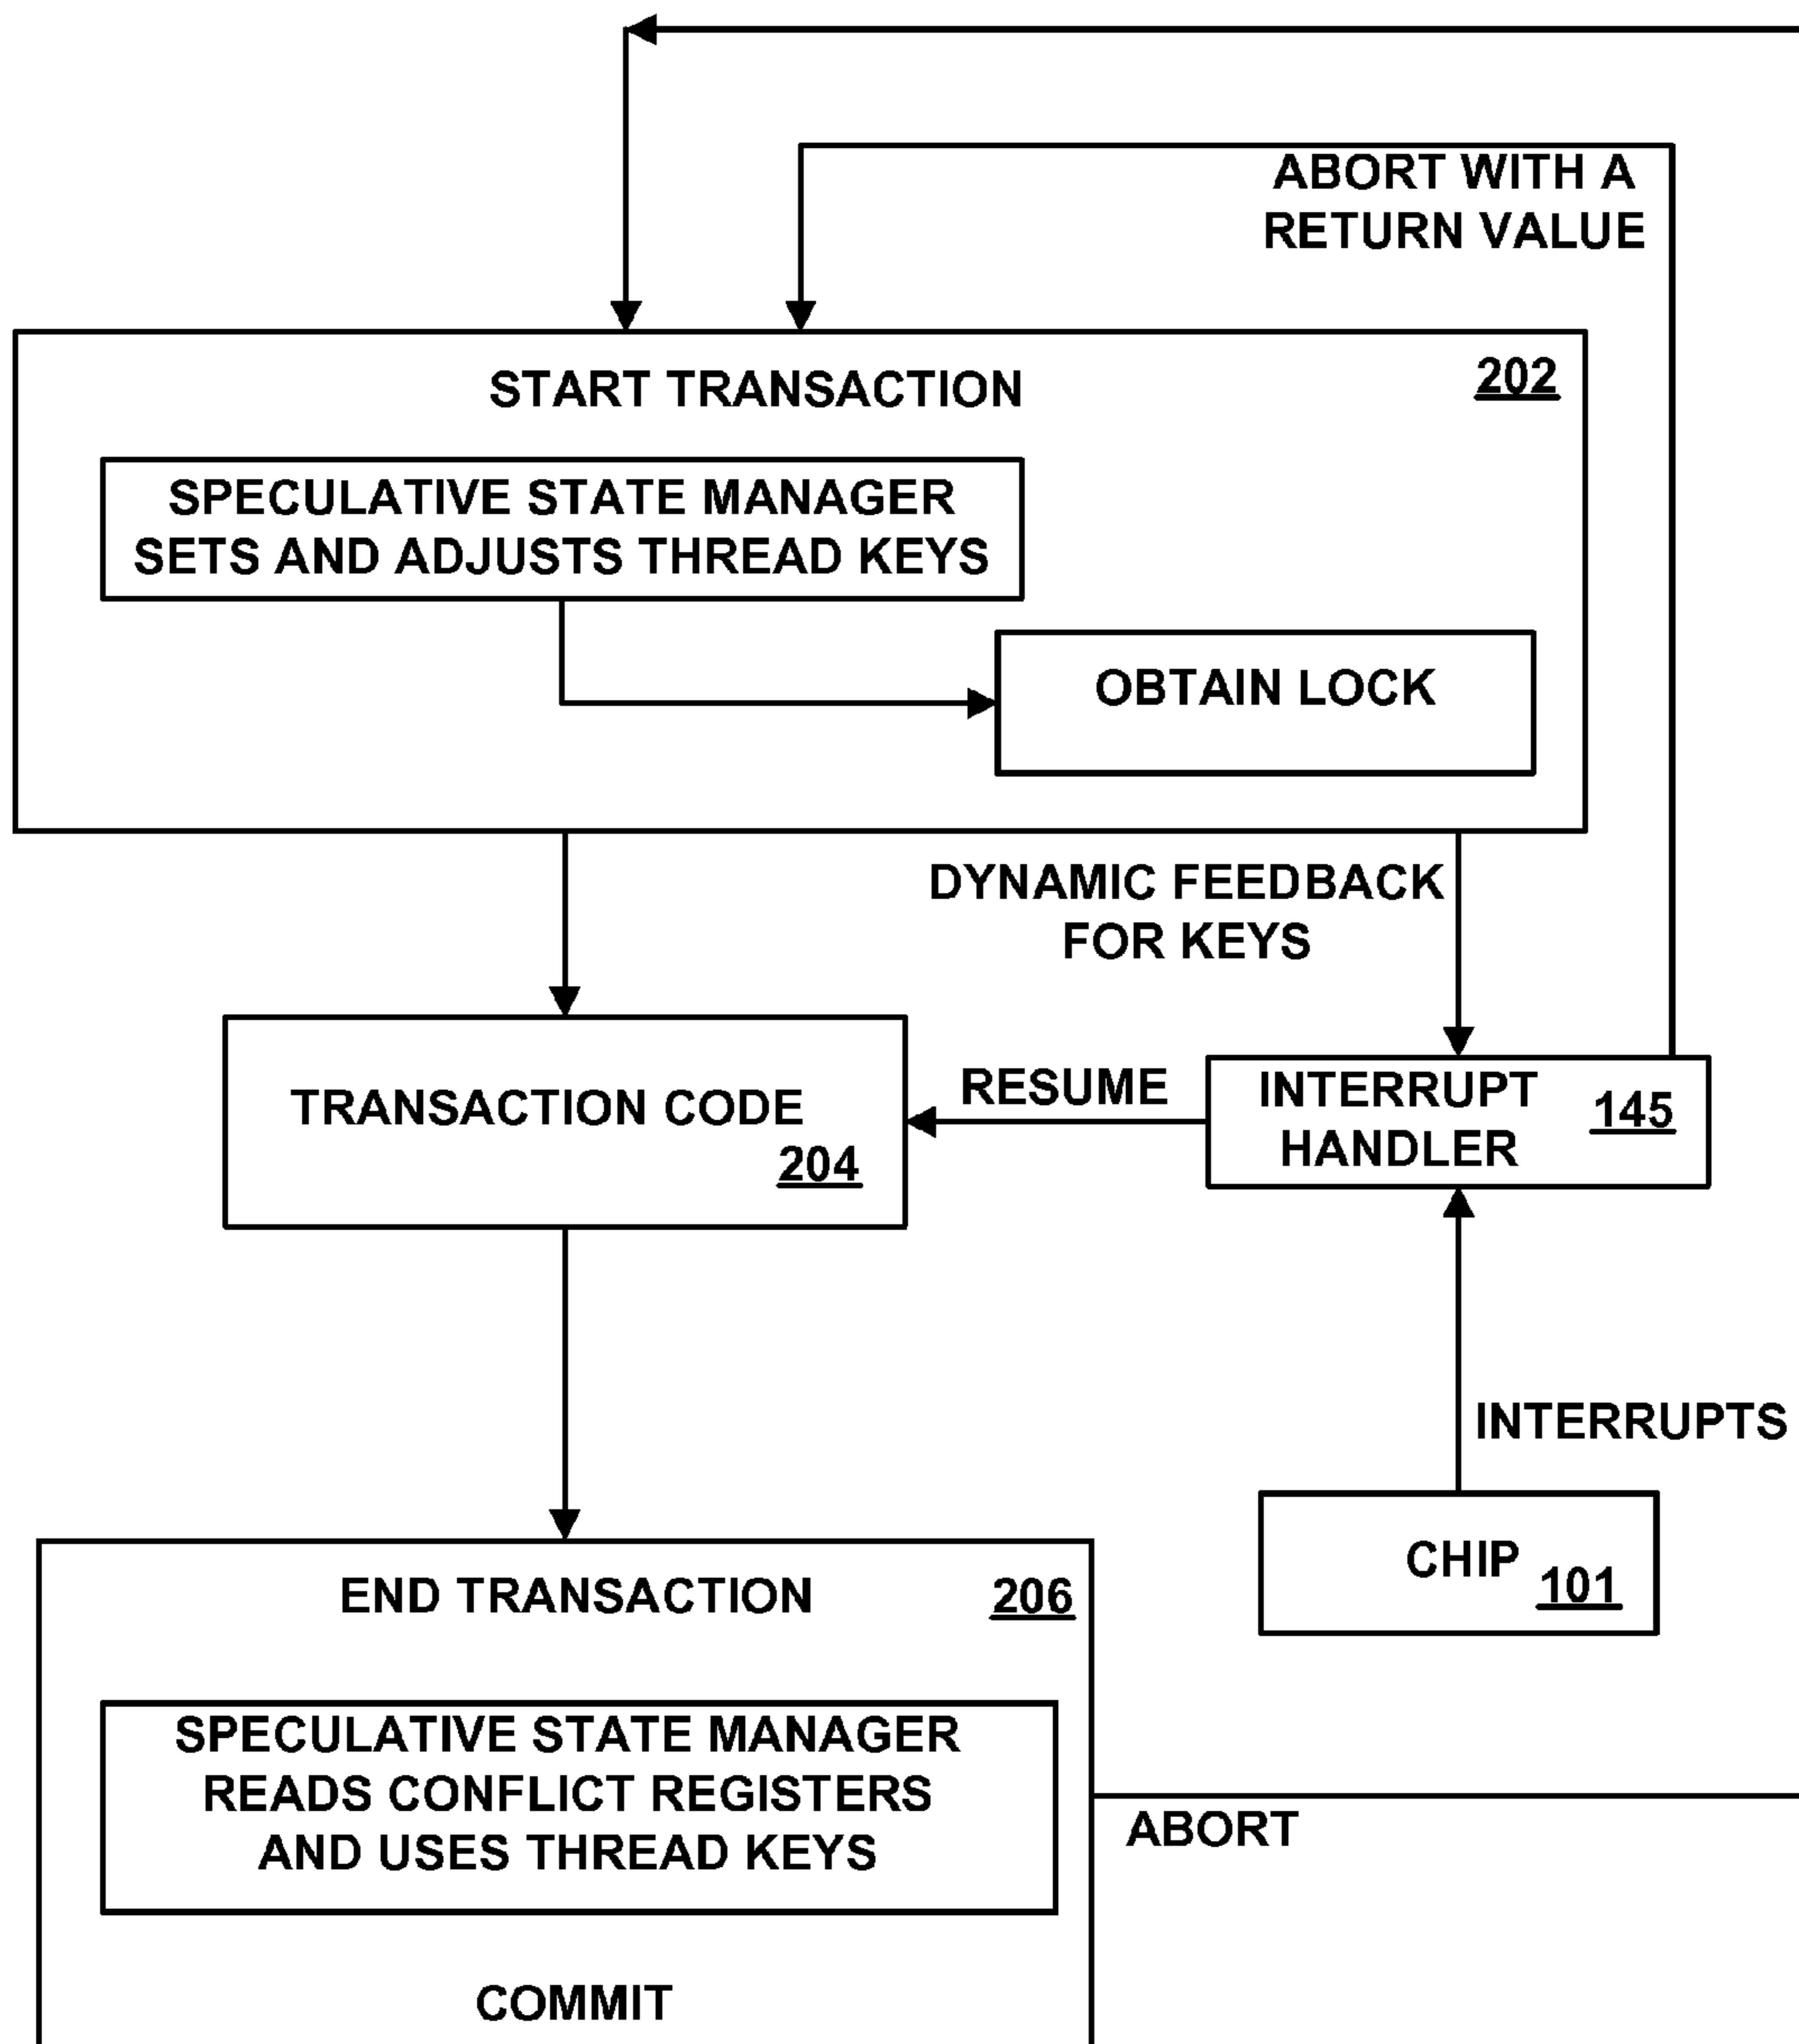 ABORT WITH A
RETURN VALUE
START TRANSACTION
202
SPECULATIVE STATE MANAGER
SETS AND ADJUSTS THREAD KEYS
OBTAIN LOCK
DYNAMIC FEEDBACK
FOR KEYS
TRANSACTION CODE
204
RESUME
INTERRUPT
HANDLER
145
INTERRUPTS
CHIP
101
END TRANSACTION
206
SPECULATIVE STATE MANAGER
READS CONFLICT REGISTERS
AND USES THREAD KEYS
ABORT
COMMIT